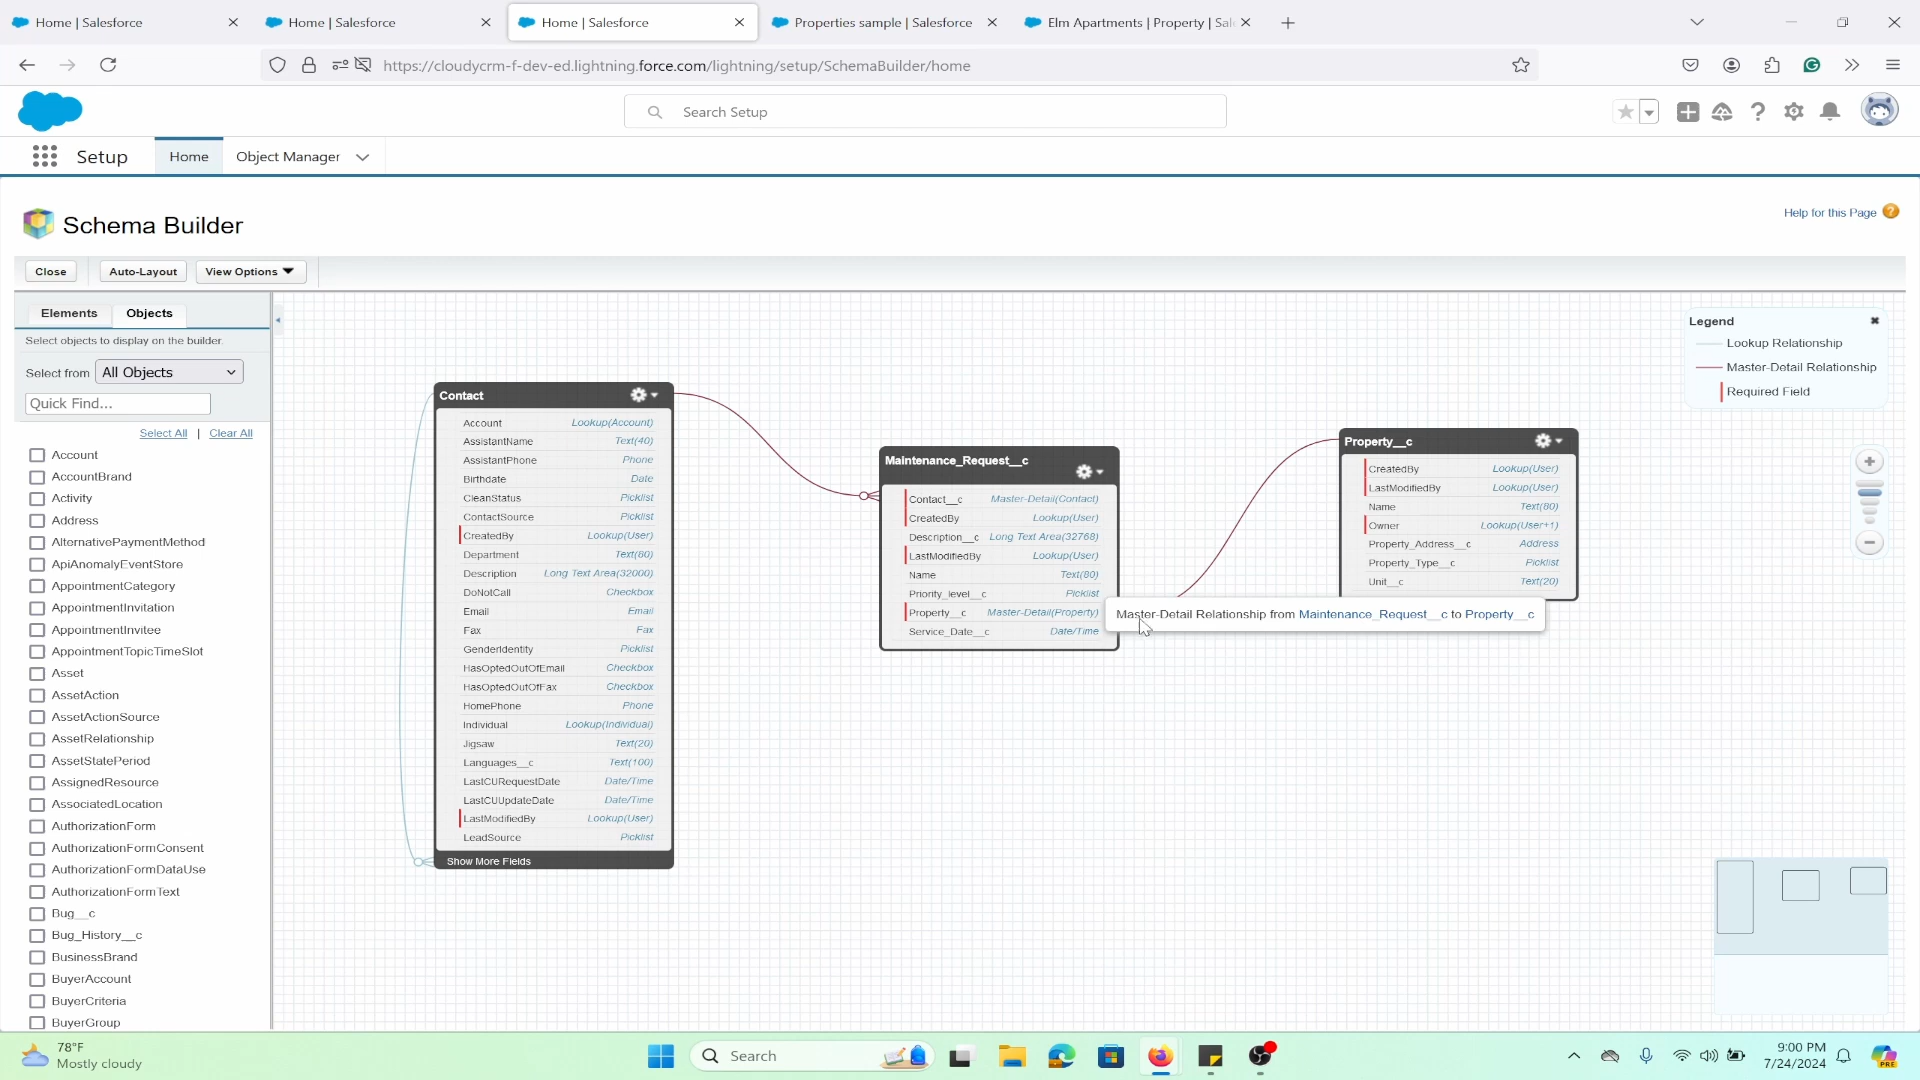 Home | Salesforce
Home | Salesforce
Home | Salesforce
Properties sample | Salesforce
Elm Apartments | Property | Sal
https://cloudycrm-f-dev-ed.lightning.force.com/lightning/setup/SchemaBuilder/home
Search Setup
Setup
Home
Object Manager
Schema Builder
Help for this Page
Close
Auto-Layout
View Options
Elements
Objects
Select objects to display on the builder.
Select from All Objects
Quick Find...
Select All | Clear All
Account
AccountBrand
Activity
Address
AlternativePaymentMethod
ApiAnomalyEventStore
AppointmentCategory
AppointmentInvitation
AppointmentInvitee
AppointmentTopicTimeSlot
Asset
AssetAction
AssetActionSource
AssetRelationship
AssetStatePeriod
AssignedResource
AssociatedLocation
AuthorizationForm
AuthorizationFormConsent
AuthorizationFormDataUse
AuthorizationFormText
Bug__c
Bug_History__c
BusinessBrand
BuyerAccount
BuyerCriteria
BuyerGroup
Contact
Account Lookup(Account)
AssistantName Text(40)
AssistantPhone Phone
Birthdate Date
CleanStatus Picklist
ContactSource Picklist
CreatedBy Lookup(User)
Department Text(80)
Description Long Text Area(32000)
DoNotCall Checkbox
Email Email
Fax Fax
GenderIdentity Picklist
HasOptedOutOfEmail Checkbox
HasOptedOutOfFax Checkbox
HomePhone Phone
Individual Lookup(Individual)
Jigsaw Text(20)
Languages__c Text(100)
LastCURequestDate Date/Time
LastCUUpdateDate Date/Time
LastModifiedBy Lookup(User)
LeadSource Picklist
Show More Fields
Maintenance_Request__c
Contact__c Master-Detail(Contact)
CreatedBy Lookup(User)
Description__c Long Text Area(32768)
LastModifiedBy Lookup(User)
Name Text(80)
Priority_level__c Picklist
Property__c Master-Detail(Property)
Service_Date__c Date/Time
Master-Detail Relationship from Maintenance_Request__c to Property__c
Property__c
CreatedBy Lookup(User)
LastModifiedBy Lookup(User)
Name Text(80)
Owner Lookup(User+1)
Property_Address__c Address
Property_Type__c Picklist
Unit__c Text(20)
Legend
Lookup Relationship
Master-Detail Relationship
Required Field
78°F
Mostly cloudy
Search
9:00 PM
7/24/2024
PRE